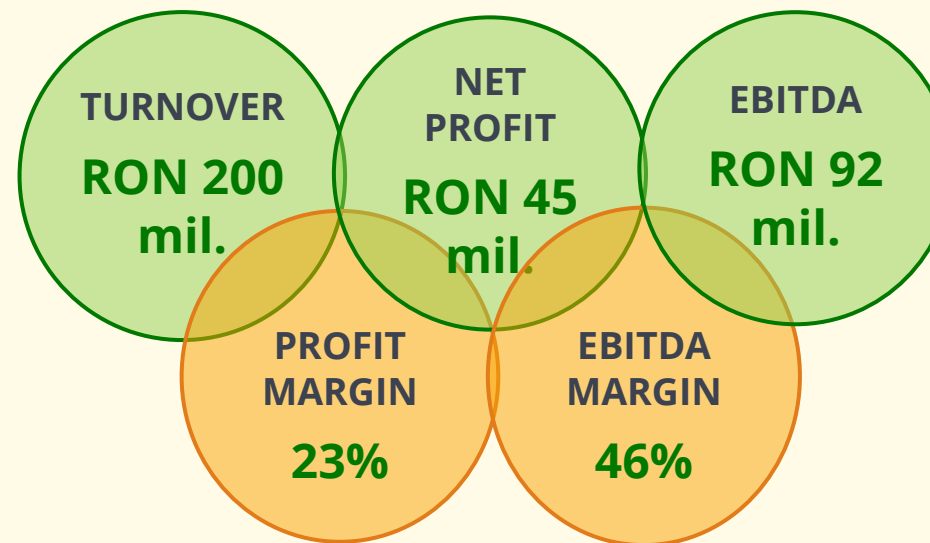 TURNOVER
RON 200
mil.
NET
PROFIT
RON 45
mil.
EBITDA
RON 92
mil.
PROFIT
MARGIN
23%
EBITDA
MARGIN
46%